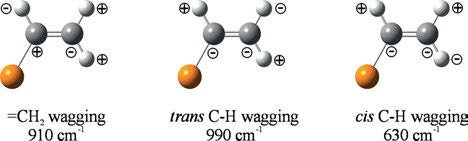 =CH₂ wagging
910 cm⁻¹
trans C-H wagging
990 cm⁻¹
cis C-H wagging
630 cm⁻¹